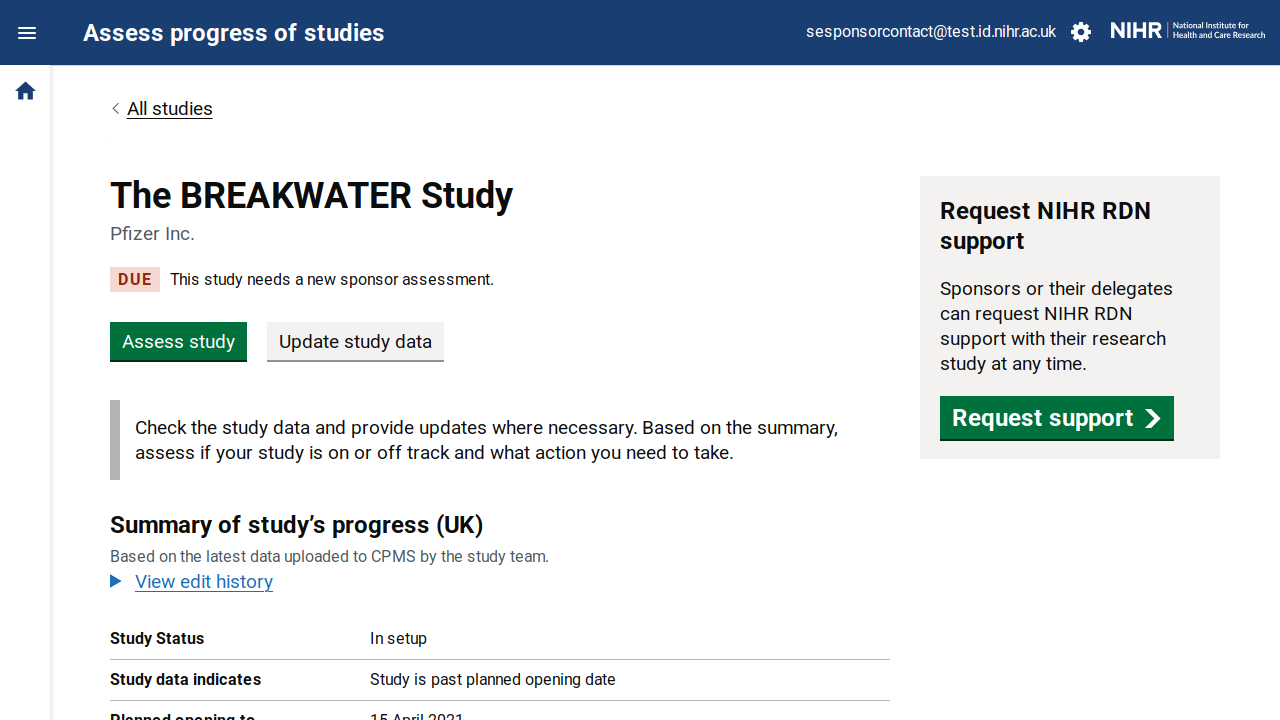 Assess progress of studies
sesponsorcontact@test.id.nihr.ac.uk
NIHR
National Institute for
Health and Care Research
All studies
The BREAKWATER Study
Pfizer Inc.
DUE This study needs a new sponsor assessment.
Assess study Update study data
Check the study data and provide updates where necessary. Based on the summary,
assess if your study is on or off track and what action you need to take.
Summary of study’s progress (UK)
Based on the latest data uploaded to CPMS by the study team.
View edit history
Study Status In setup
Study data indicates Study is past planned opening date
Planned opening to 15 April 2021
Request NIHR RDN
support
Sponsors or their delegates
can request NIHR RDN
support with their research
study at any time.
Request support